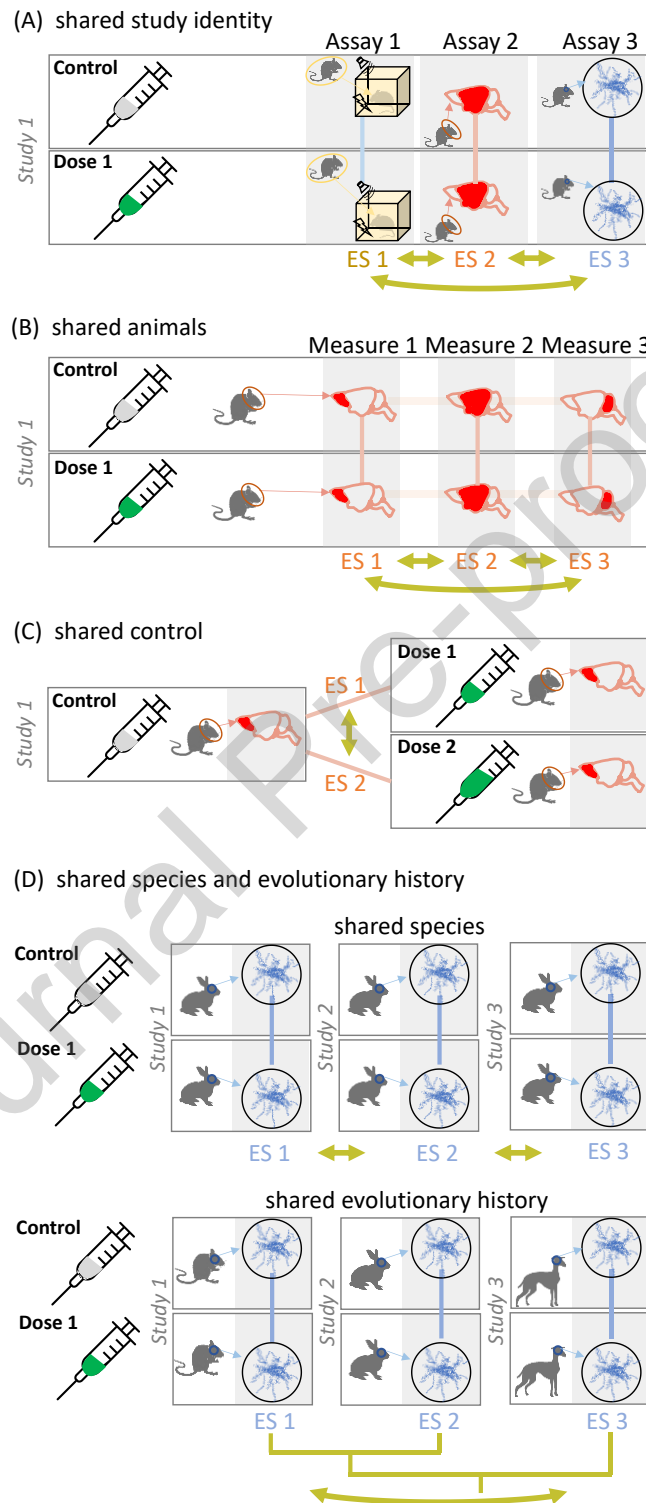 (A) shared study identity
Assay 1 Assay 2 Assay 3
Control
Study 1
Dose 1
ES 1 ES 2 ES 3
(B) shared animals
Measure 1 Measure 2 Measure 3
Control
Study 1
Dose 1
ES 1 ES 2 ES 3
(C) shared control
Study 1
Control
ES 1
ES 2
Dose 1
Dose 2
(D) shared species and evolutionary history
shared species
Control
Dose 1
Study 1
Study 2
Study 3
ES 1 ES 2 ES 3
shared evolutionary history
Control
Dose 1
Study 1
Study 2
Study 3
ES 1 ES 2 ES 3